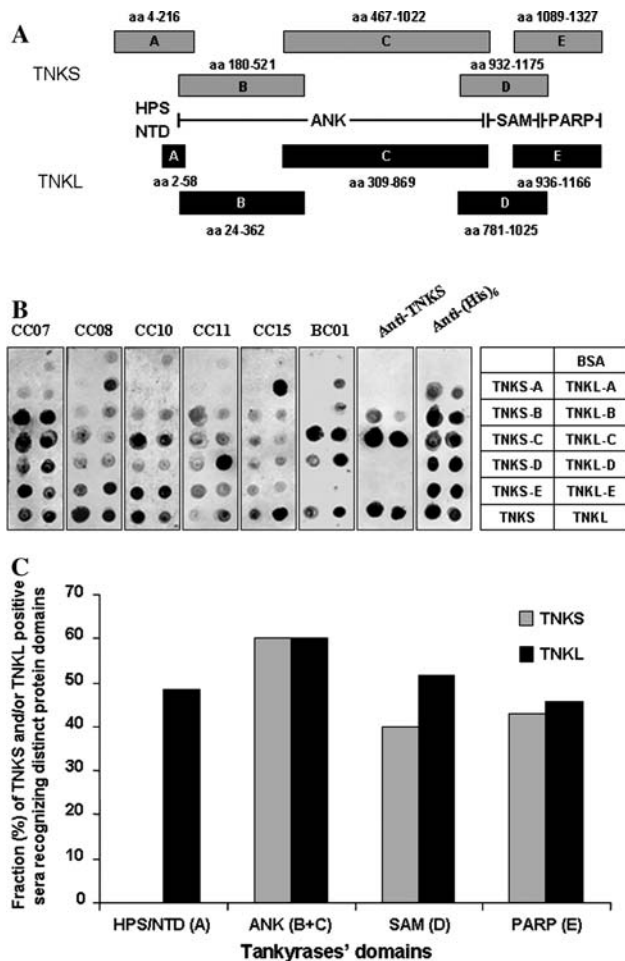 A
aa 4-216
aa 467-1022
aa 1089-1327
A
C
E
TNKS
aa 180-521
aa 932-1175
B
D
HPS
NTD
ANK
SAM
PARP
A
C
E
TNKL
aa 2-58
aa 309-869
aa 936-1166
B
D
aa 24-362
aa 781-1025
B
CC07 CC08 CC10 CC11 CC15 BC01 Anti-TNKS Anti-(His)6
BSA
TNKS-A TNKL-A
TNKS-B TNKL-B
TNKS-C TNKL-C
TNKS-D TNKL-D
TNKS-E TNKL-E
TNKS TNKL
C
Fraction (%) of TNKS and/or TNKL positive
sera recognizing distinct protein domains
70
60
50
40
30
20
10
0
TNKS
TNKL
HPS/NTD (A) ANK (B+C) SAM (D) PARP (E)
Tankyrases' domains